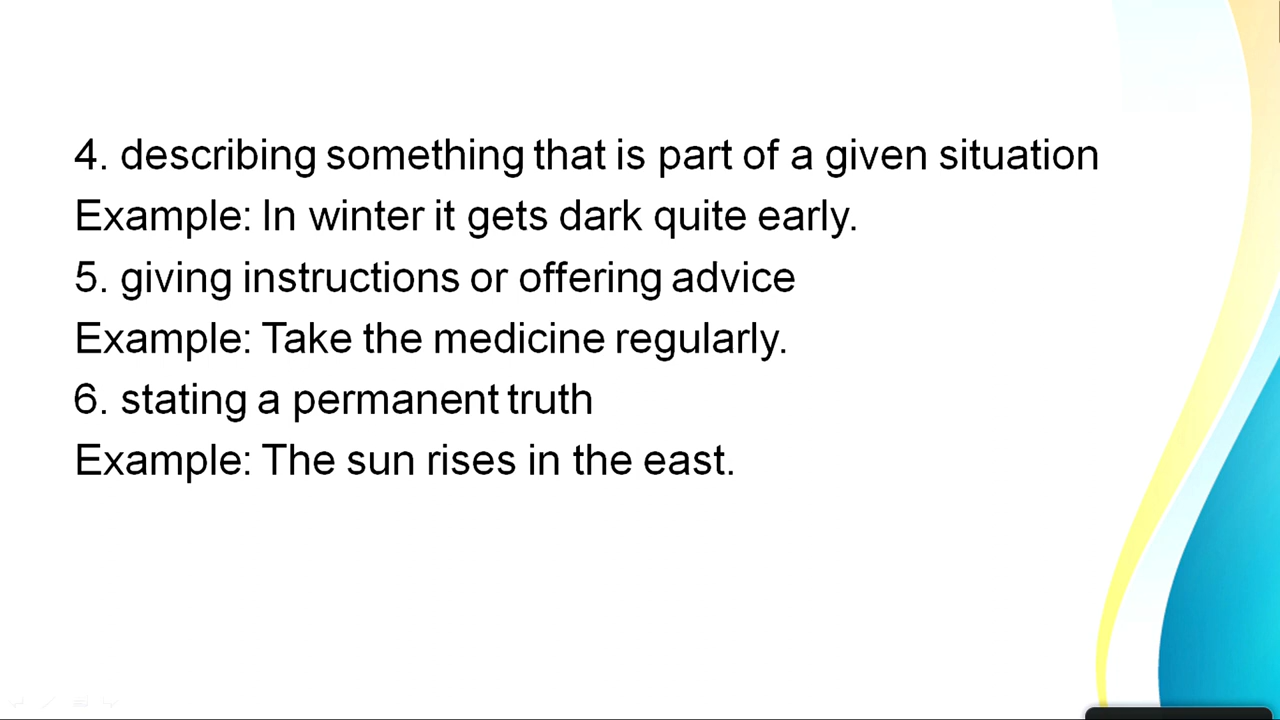 4. describing something that is part of a given situation
Example: In winter it gets dark quite early.
5. giving instructions or offering advice
Example: Take the medicine regularly.
6. stating a permanent truth
Example: The sun rises in the east.